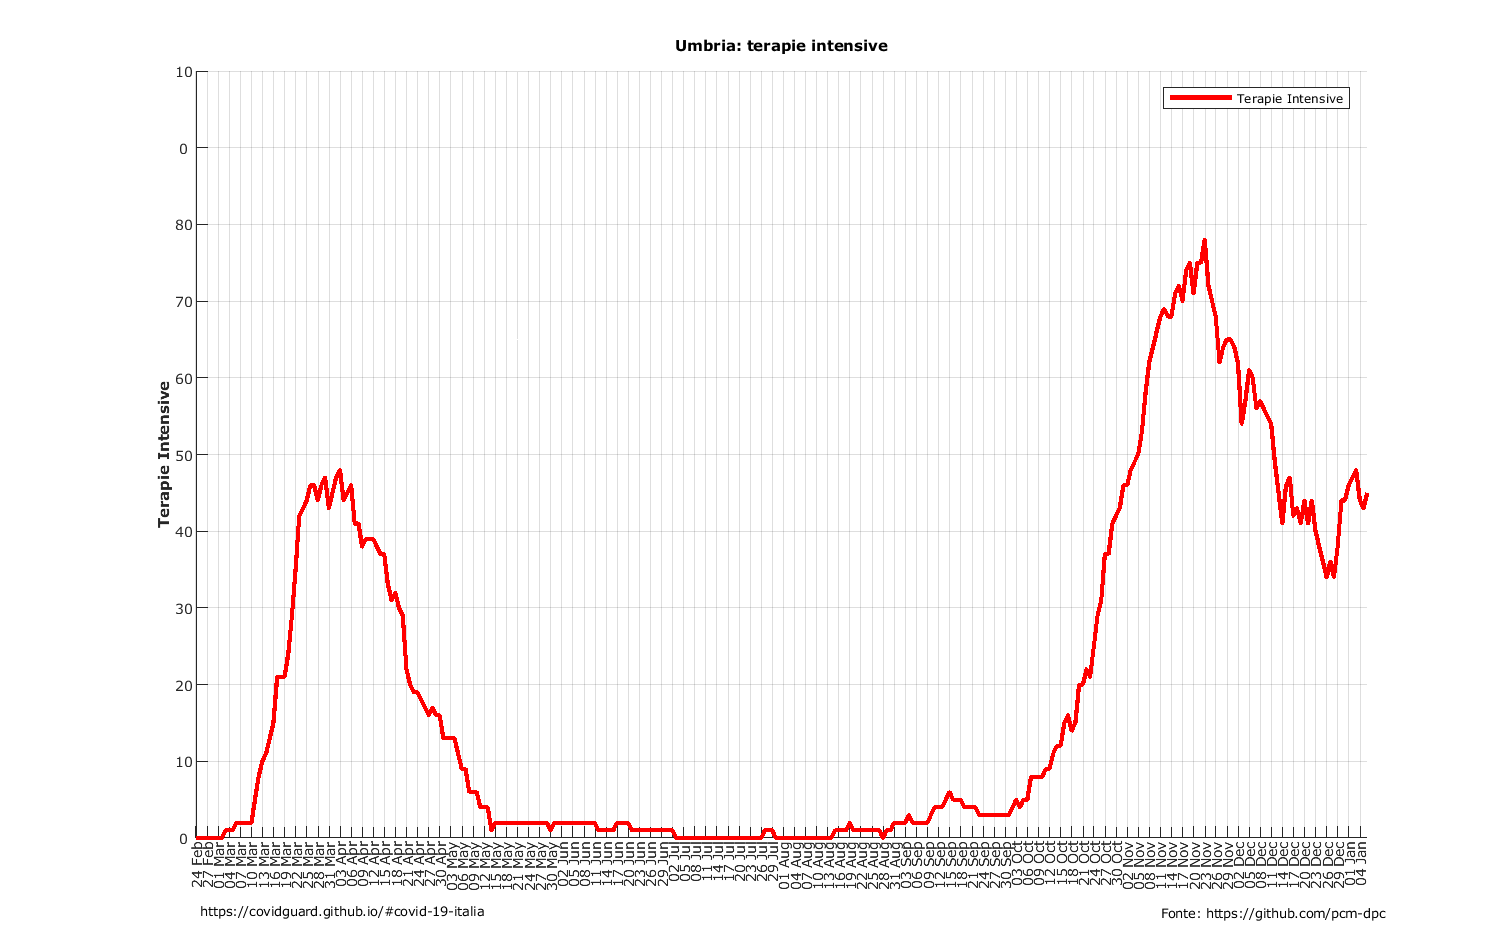 Umbria: terapie intensive
Terapie Intensive
Terapie Intensive
10
0
80
70
60
50
40
30
20
10
0
24 Feb
27 Feb
01 Mar
04 Mar
07 Mar
10 Mar
13 Mar
16 Mar
19 Mar
22 Mar
25 Mar
28 Mar
31 Mar
03 Apr
06 Apr
09 Apr
12 Apr
15 Apr
18 Apr
21 Apr
24 Apr
27 Apr
30 Apr
03 May
06 May
09 May
12 May
15 May
18 May
21 May
24 May
27 May
30 May
02 Jun
05 Jun
08 Jun
11 Jun
14 Jun
17 Jun
20 Jun
23 Jun
26 Jun
29 Jun
02 Jul
05 Jul
08 Jul
11 Jul
14 Jul
17 Jul
20 Jul
23 Jul
26 Jul
29 Jul
01 Aug
04 Aug
07 Aug
10 Aug
13 Aug
16 Aug
19 Aug
22 Aug
25 Aug
28 Aug
31 Aug
03 Sep
06 Sep
09 Sep
12 Sep
15 Sep
18 Sep
21 Sep
24 Sep
27 Sep
30 Sep
03 Oct
06 Oct
09 Oct
12 Oct
15 Oct
18 Oct
21 Oct
24 Oct
27 Oct
30 Oct
02 Nov
05 Nov
08 Nov
11 Nov
14 Nov
17 Nov
20 Nov
23 Nov
26 Nov
29 Nov
02 Dec
05 Dec
08 Dec
11 Dec
14 Dec
17 Dec
20 Dec
23 Dec
26 Dec
29 Dec
01 Jan
04 Jan
https://covidguard.github.io/#covid-19-italia
Fonte: https://github.com/pcm-dpc